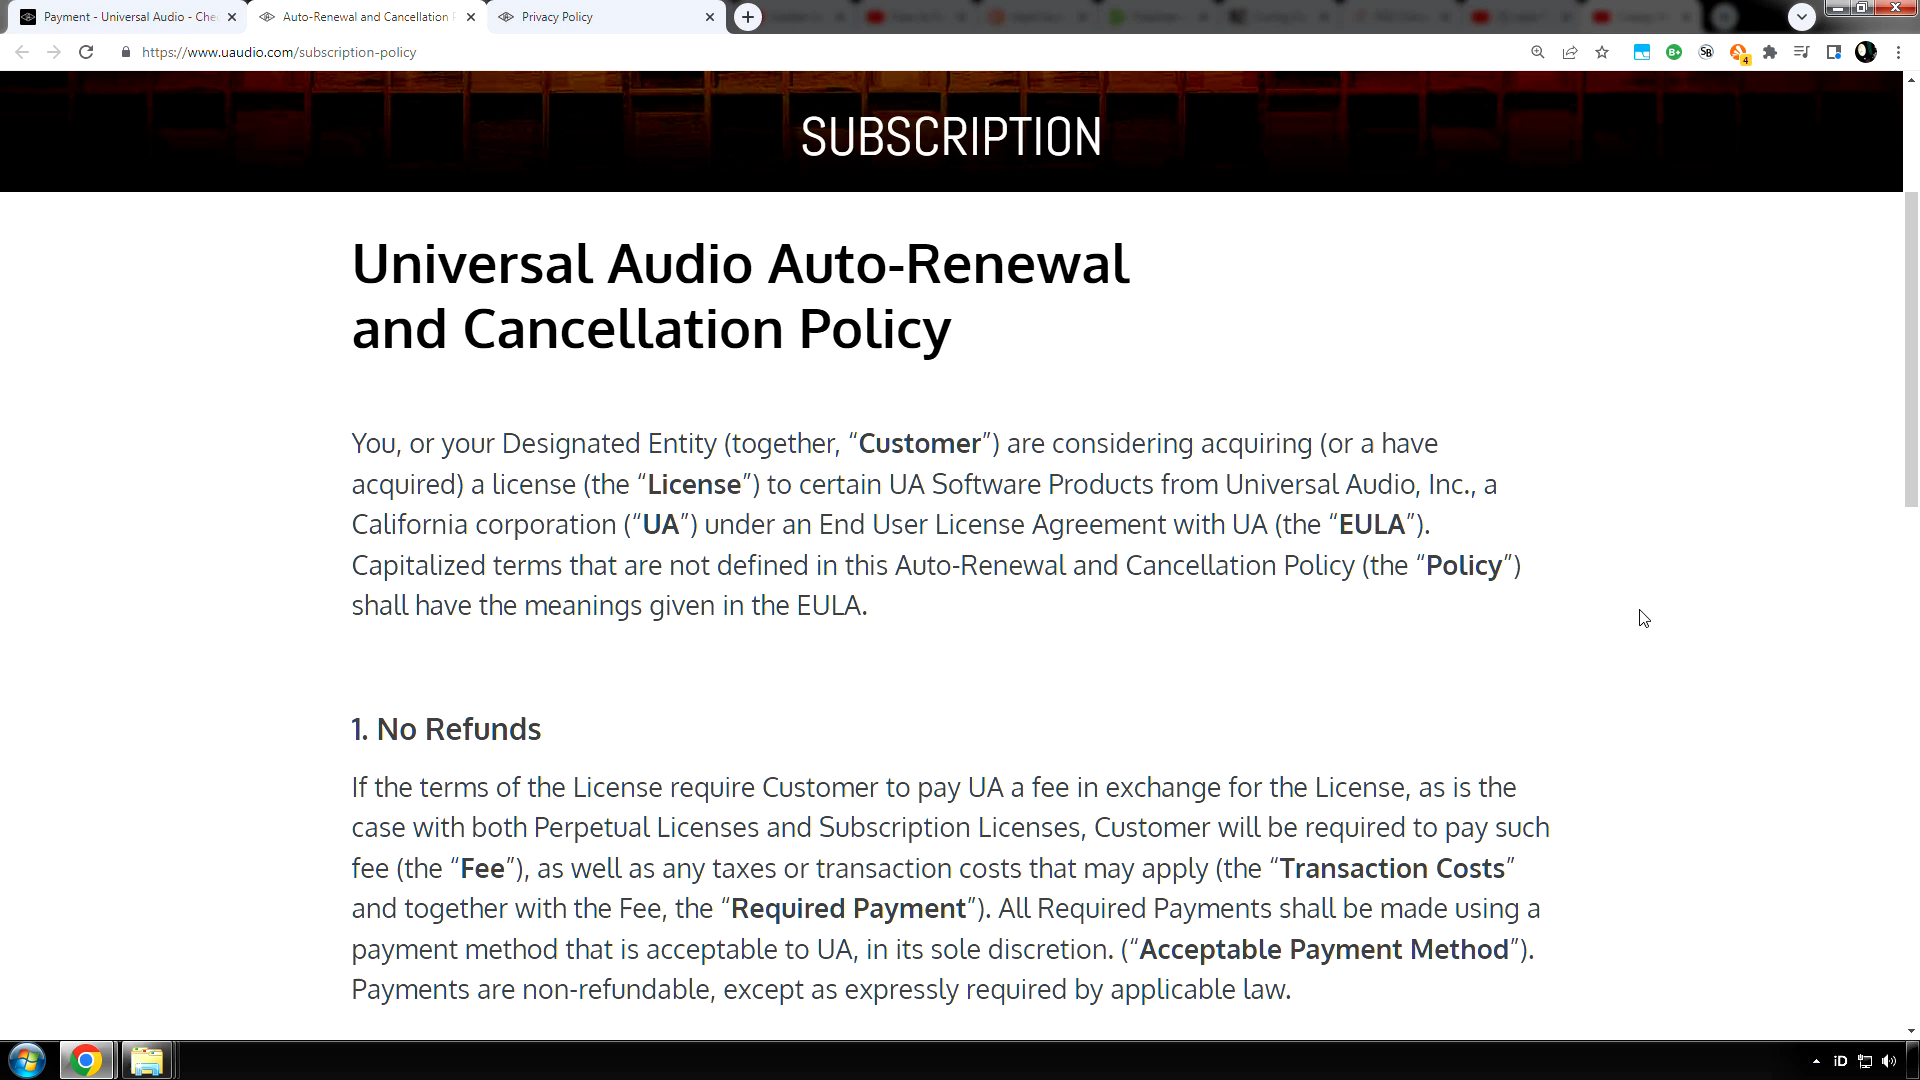 Payment - Universal Audio - Che
Auto-Renewal and Cancellation P
Privacy Policy
https://www.uaudio.com/subscription-policy
SUBSCRIPTION
Universal Audio Auto-Renewal
and Cancellation Policy
You, or your Designated Entity (together, “Customer”) are considering acquiring (or a have
acquired) a license (the “License”) to certain UA Software Products from Universal Audio, Inc., a
California corporation (“UA”) under an End User License Agreement with UA (the “EULA”).
Capitalized terms that are not defined in this Auto-Renewal and Cancellation Policy (the “Policy”)
shall have the meanings given in the EULA.
1. No Refunds
If the terms of the License require Customer to pay UA a fee in exchange for the License, as is the
case with both Perpetual Licenses and Subscription Licenses, Customer will be required to pay such
fee (the “Fee”), as well as any taxes or transaction costs that may apply (the “Transaction Costs”
and together with the Fee, the “Required Payment”). All Required Payments shall be made using a
payment method that is acceptable to UA, in its sole discretion. (“Acceptable Payment Method”).
Payments are non-refundable, except as expressly required by applicable law.
B+
SB
4
iD